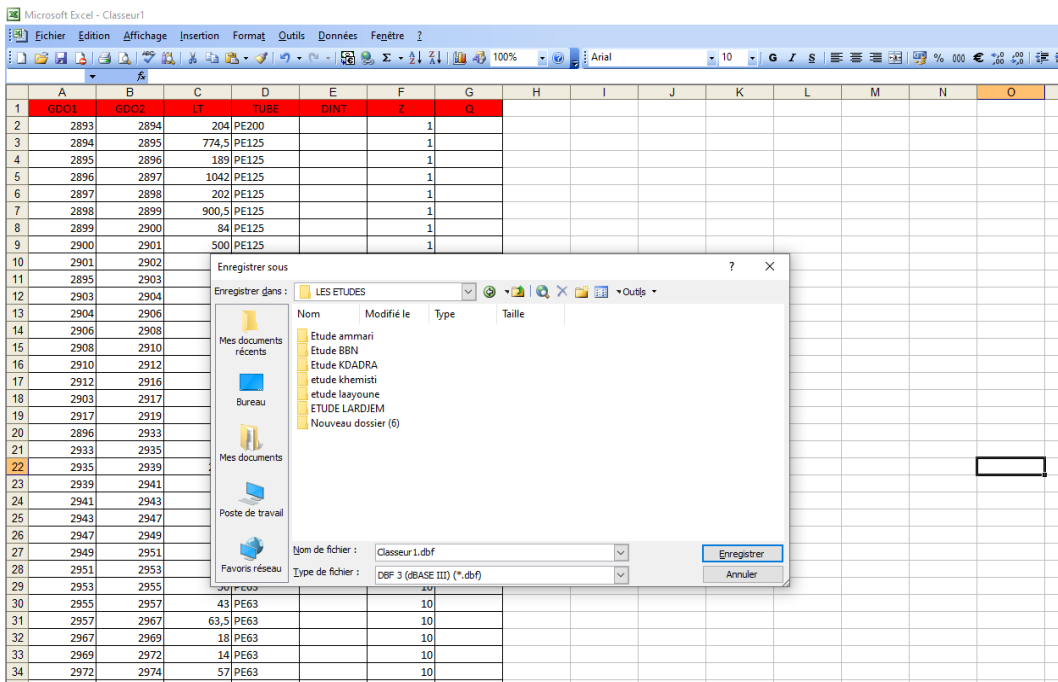 Microsoft Excel - Classeur1
Fichier Edition Affichage Insertion Format Outils Données Fenêtre ?
100% Arial 10 G I S % 000 €
fx
A B C D E F G H I J K L M N O
1 GDO1 GDO2 LT TUBE DINT Z Q
2 2893 2894 204 PE200 1
3 2894 2895 774,5 PE125 1
4 2895 2896 189 PE125 1
5 2896 2897 1042 PE125 1
6 2897 2898 202 PE125 1
7 2898 2899 900,5 PE125 1
8 2899 2900 84 PE125 1
9 2900 2901 500 PE125 1
10 2901 2902
11 2895 2903
12 2903 2904
13 2904 2906
14 2906 2908
15 2908 2910
16 2910 2912
17 2912 2916
18 2903 2917
19 2917 2919
20 2896 2933
21 2933 2935
22 2935 2939
23 2939 2941
24 2941 2943
25 2943 2947
26 2947 2949
27 2949 2951
28 2951 2953
29 2953 2955 50 PE63 10
30 2955 2957 43 PE63 10
31 2957 2967 63,5 PE63 10
32 2967 2969 18 PE63 10
33 2969 2972 14 PE63 10
34 2972 2974 57 PE63 10
Enregistrer sous ?
Enregistrer dans : LES ETUDES Outils
Nom Modifié le Type Taille
Mes documents récents
Bureau
Mes documents
Poste de travail
Favoris réseau
Etude ammari
Etude BBN
Etude KDADRA
etude khemisti
etude laayoune
ETUDE LARDJEM
Nouveau dossier (6)
Nom de fichier : Classeur1.dbf Enregistrer
Type de fichier : DBF 3 (dBASE III) (*.dbf) Annuler